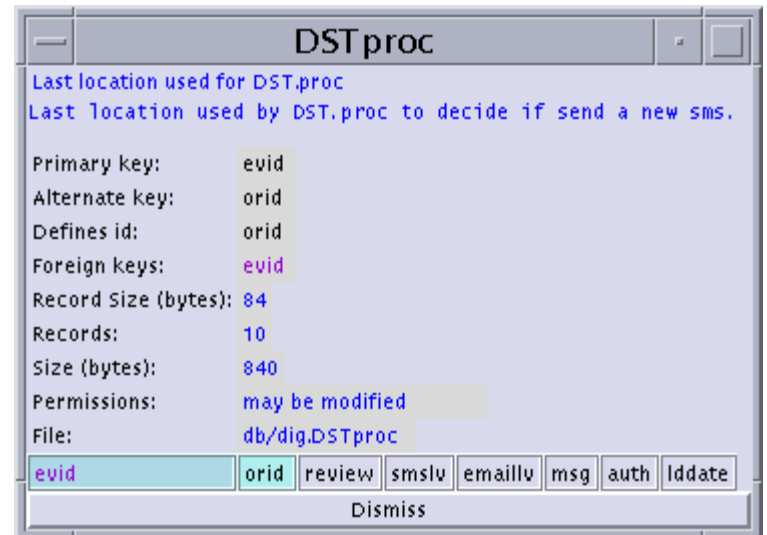 DSTproc
Last location used for DST.proc
Last location used by DST.proc to decide if send a new sms.
Primary key: evid
Alternate key: orid
Defines id: orid
Foreign keys: evid
Record Size (bytes): 84
Records: 10
Size (bytes): 840
Permissions: may be modified
File: db/dig.DSTproc
evid orid review smslv emaillv msg auth lddate
Dismiss